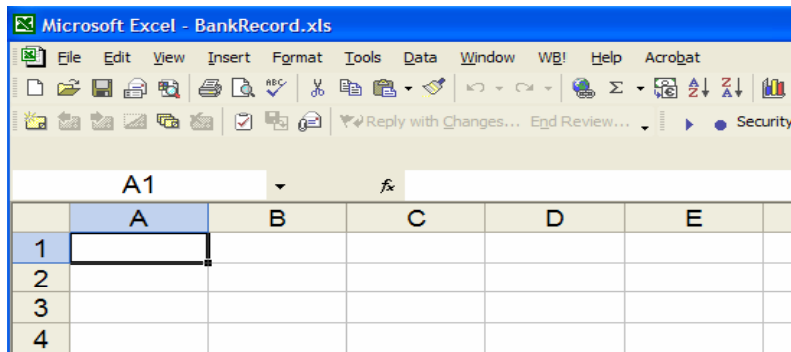 Microsoft Excel - BankRecord.xls
File Edit View Insert Format Tools Data Window WB! Help Acrobat
ABC Σ A Z Z A
Reply with Changes... End Review... Security
A1 fx
A B C D E
1
2
3
4